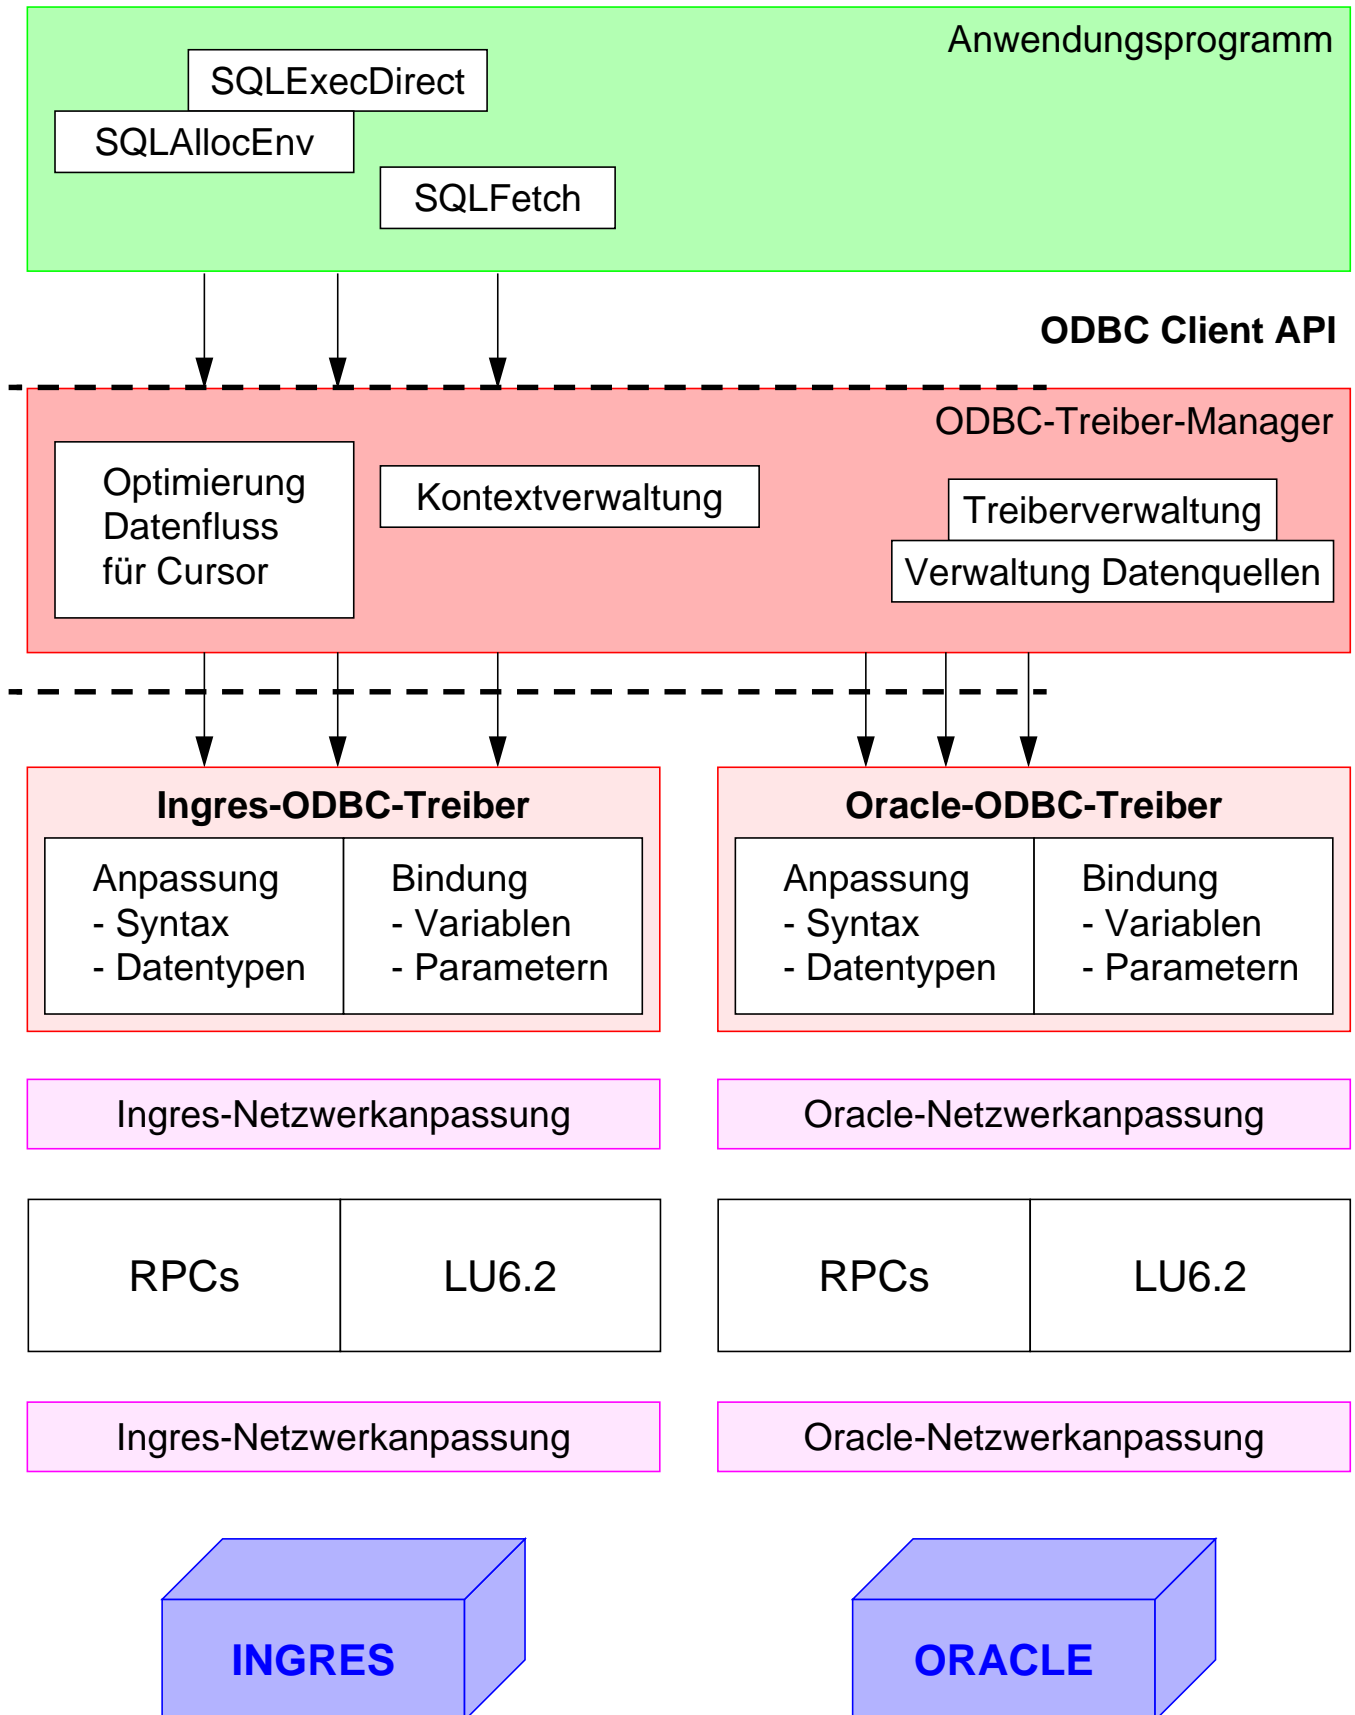 Anwendungsprogramm
SQLExecDirect
SQLAllocEnv
SQLFetch
ODBC Client API
ODBC-Treiber-Manager
Optimierung
Datenfluss
für Cursor
Kontextverwaltung
Treiberverwaltung
Verwaltung Datenquellen
Ingres-ODBC-Treiber
Anpassung
- Syntax
- Datentypen
Bindung
- Variablen
- Parametern
Oracle-ODBC-Treiber
Anpassung
- Syntax
- Datentypen
Bindung
- Variablen
- Parametern
Ingres-Netzwerkanpassung
Oracle-Netzwerkanpassung
RPCs
LU6.2
RPCs
LU6.2
Ingres-Netzwerkanpassung
Oracle-Netzwerkanpassung
INGRES
ORACLE